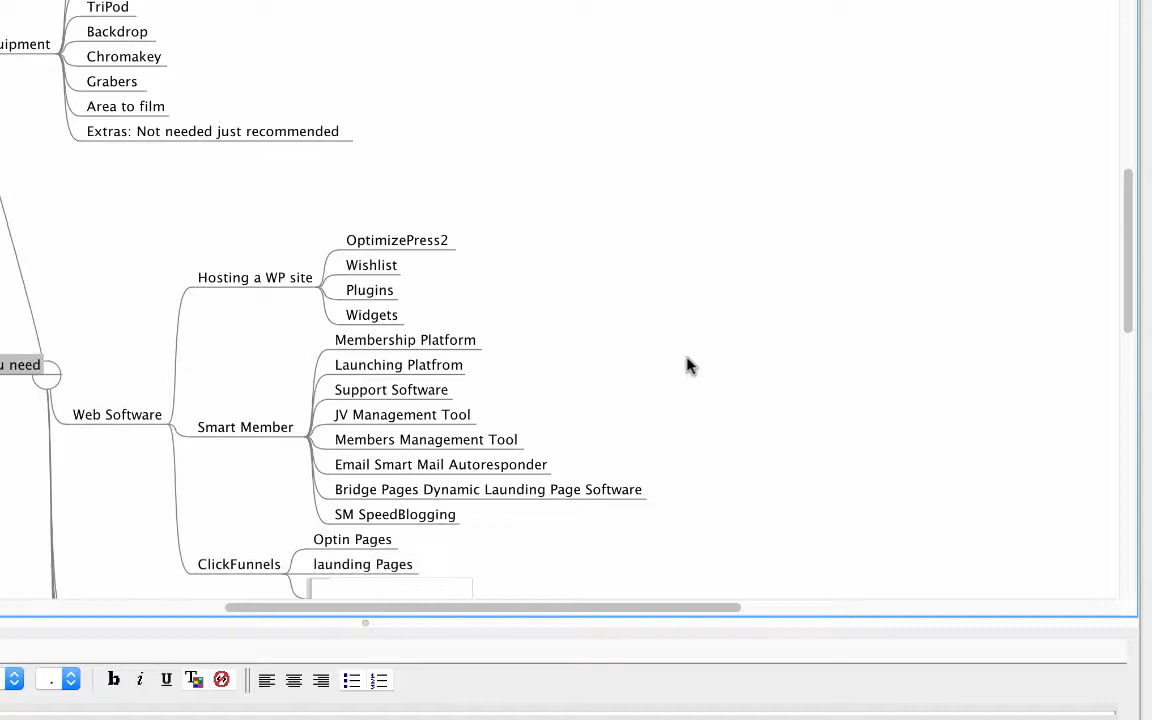 TriPod
Backdrop
uipment
Chromakey
Grabers
Area to film
Extras: Not needed just recommended
OptimizePress2
Wishlist
Hosting a WP site
Plugins
Widgets
Membership Platform
u need
Launching Platfrom
Support Software
Web Software
JV Management Tool
Smart Member
Members Management Tool
Email Smart Mail Autoresponder
Bridge Pages Dynamic Launding Page Software
SM SpeedBlogging
Optin Pages
ClickFunnels
launding Pages
. b i U T